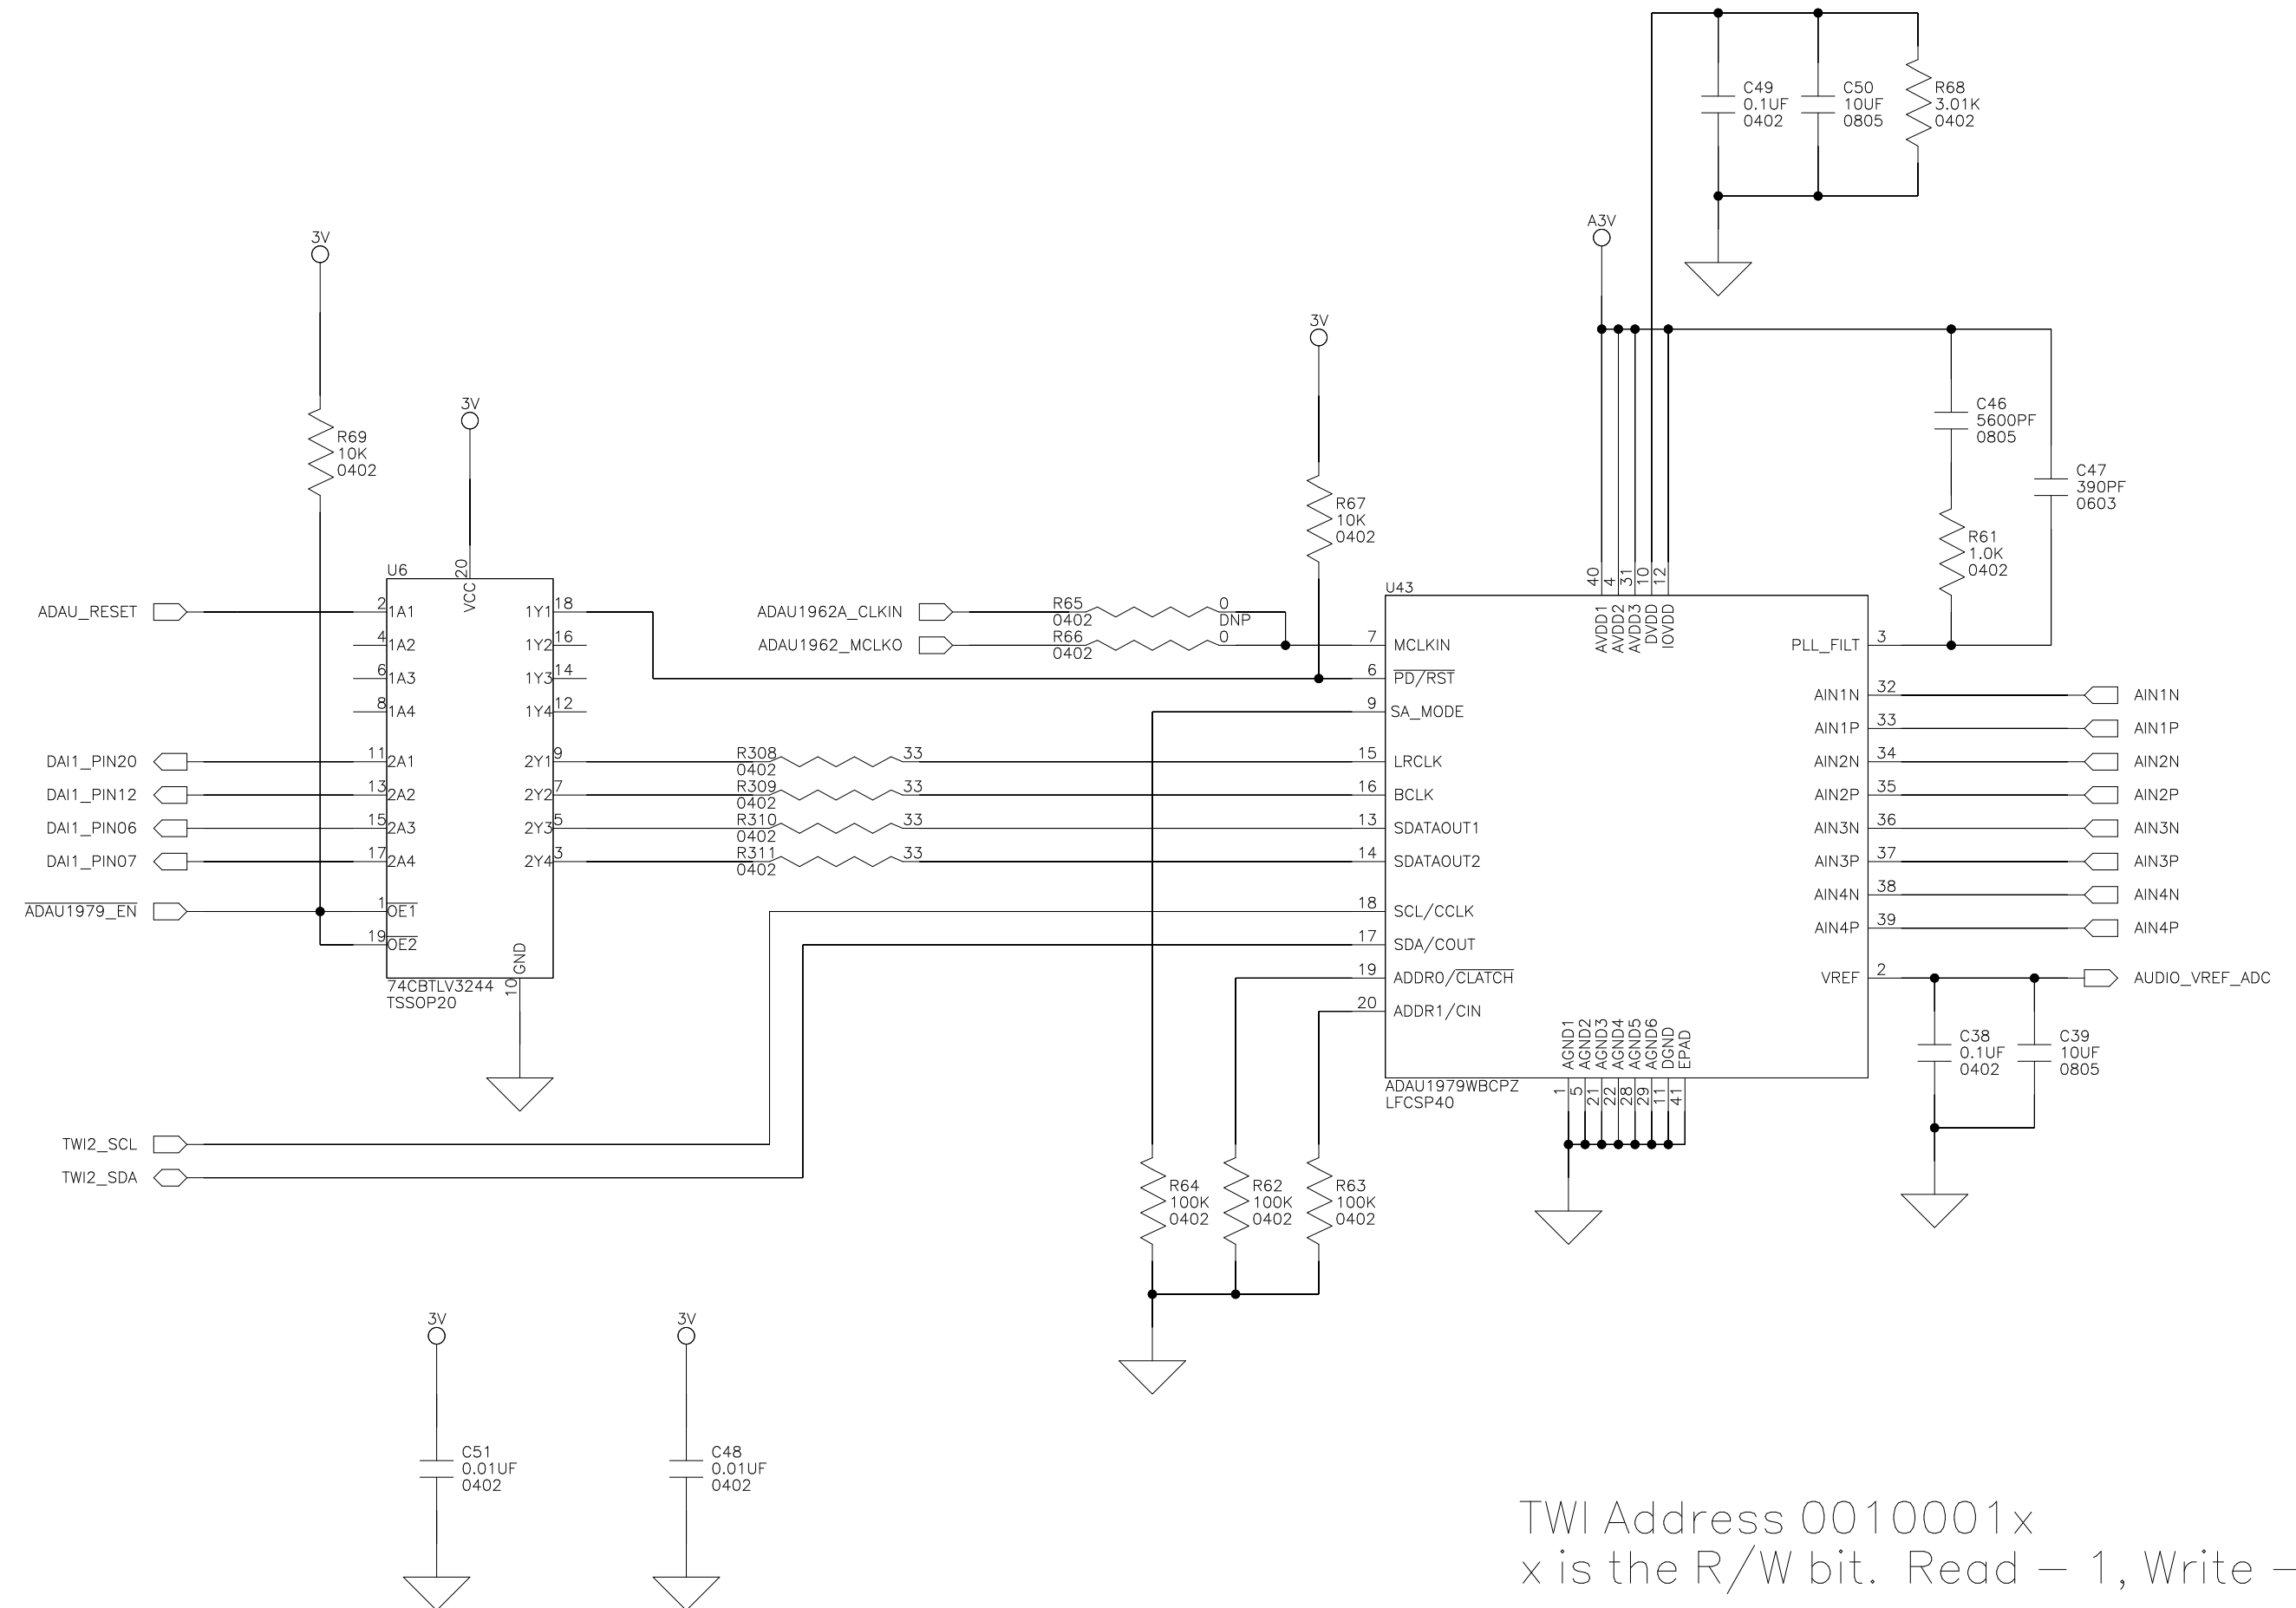 C49
0.1UF
0402
C50
10UF
0805
R68
3.01K
0402
A3V
3V
3V
3V
C46
5600PF
0805
C47
390PF
0603
R61
1.0K
0402
R69
10K
0402
R67
10K
0402
U6
20
VCC
ADAU_RESET
2
1A1
4
1A2
6
1A3
8
1A4
DAI1_PIN20
11
2A1
DAI1_PIN12
13
2A2
DAI1_PIN06
15
2A3
DAI1_PIN07
17
2A4
ADAU1979_EN
1
OE1
19
OE2
1Y1
18
1Y2
16
1Y3
14
1Y4
12
2Y1
9
2Y2
7
2Y3
5
2Y4
3
GND
10
74CBTLV3244
TSSOP20
ADAU1962A_CLKIN
R65
0402
0
DNP
ADAU1962_MCLKO
R66
0402
0
R308
0402
33
R309
0402
33
R310
0402
33
R311
0402
33
TWI2_SCL
TWI2_SDA
U43
40
4
31
10
12
AVDD1
AVDD2
AVDD3
DVDD
IOVDD
7
MCLKIN
6
PD/RST
9
SA_MODE
15
LRCLK
16
BCLK
13
SDATAOUT1
14
SDATAOUT2
18
SCL/CCLK
17
SDA/COUT
19
ADDR0/CLATCH
20
ADDR1/CIN
PLL_FILT
3
AIN1N
32
AIN1N
AIN1P
33
AIN1P
AIN2N
34
AIN2N
AIN2P
35
AIN2P
AIN3N
36
AIN3N
AIN3P
37
AIN3P
AIN4N
38
AIN4N
AIN4P
39
AIN4P
VREF
2
AUDIO_VREF_ADC
AGND1
AGND2
AGND3
AGND4
AGND5
AGND6
DGND
EPAD
1
5
21
22
28
29
11
41
ADAU1979WBCPZ
LFCSP40
C38
0.1UF
0402
C39
10UF
0805
R64
100K
0402
R62
100K
0402
R63
100K
0402
3V
C51
0.01UF
0402
3V
C48
0.01UF
0402
TWI Address 0010001x
x is the R/W bit. Read – 1, Write –